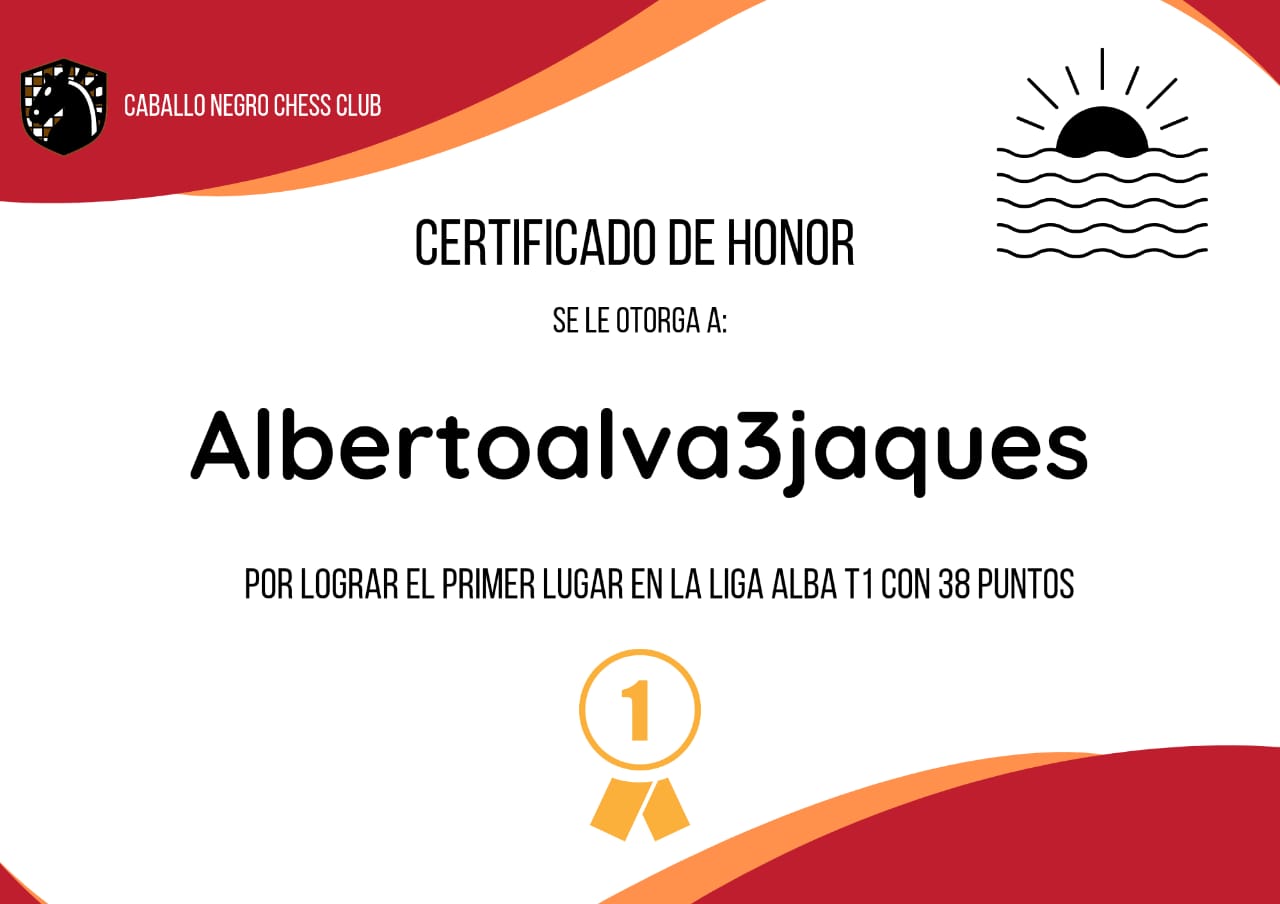 CABALLO NEGRO CHESS CLUB
CERTIFICADO DE HONOR
SE LE OTORGA A:
Albertoalva3jaques
POR LOGRAR EL PRIMER LUGAR EN LA LIGA ALBA T1 CON 38 PUNTOS
1